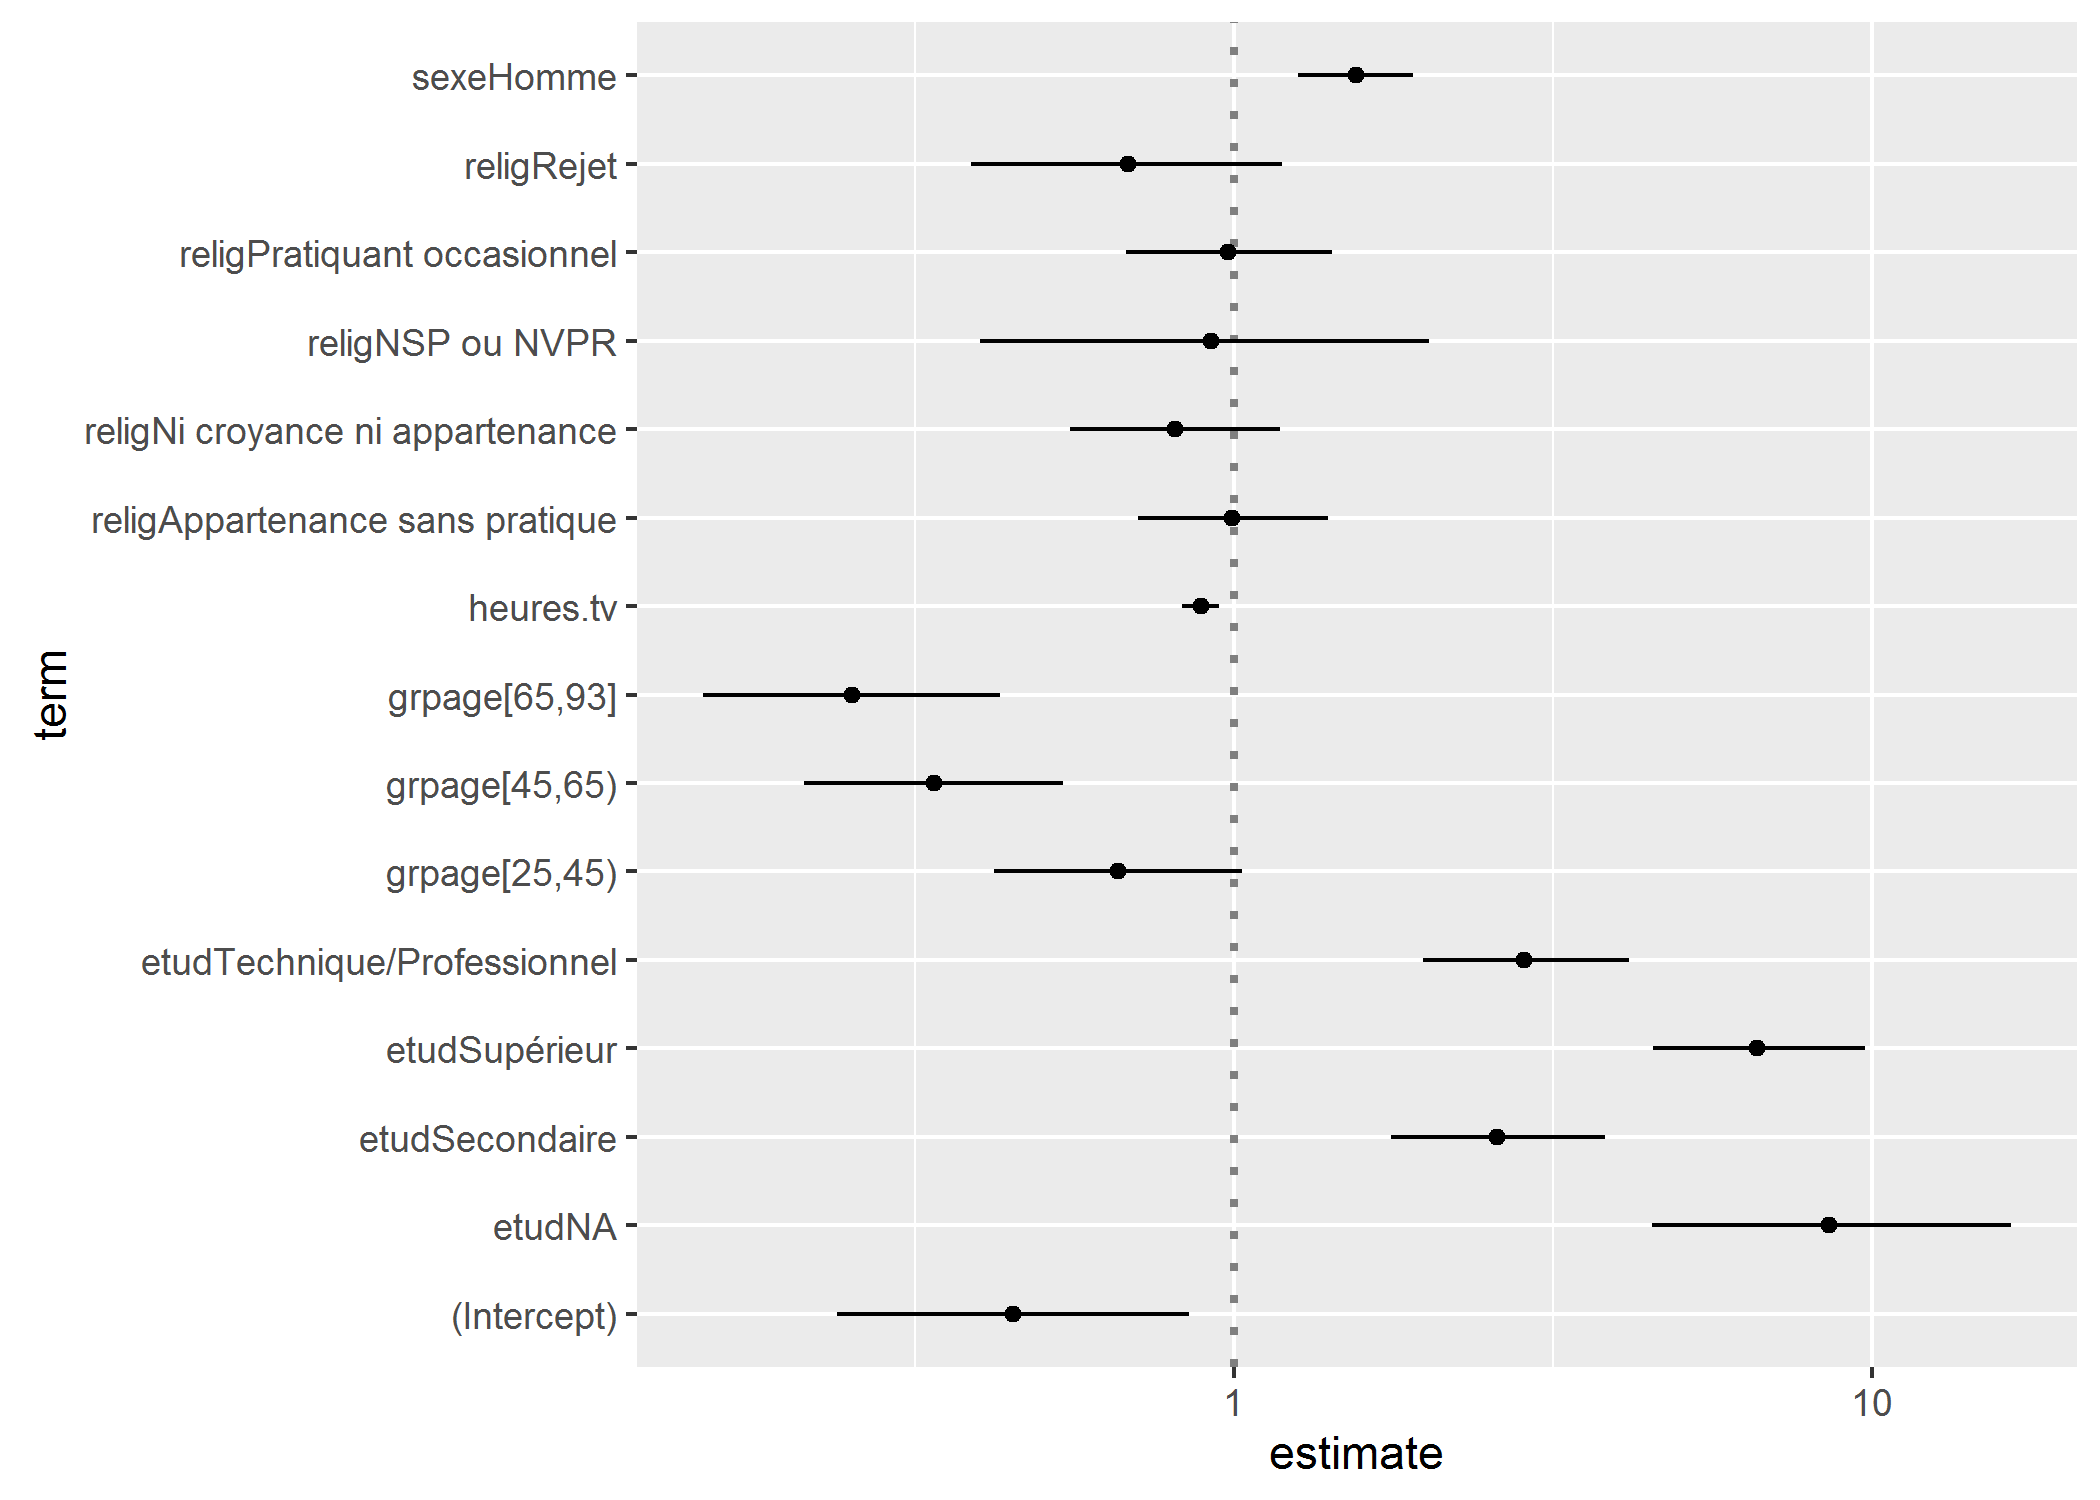 sexeHomme
religRejet
religPratiquant occasionnel
religNSP ou NVPR
religNi croyance ni appartenance
religAppartenance sans pratique
heures.tv
grpage[65,93]
grpage[45,65)
grpage[25,45)
etudTechnique/Professionnel
etudSupérieur
etudSecondaire
etudNA
(Intercept)
term
1
10
estimate